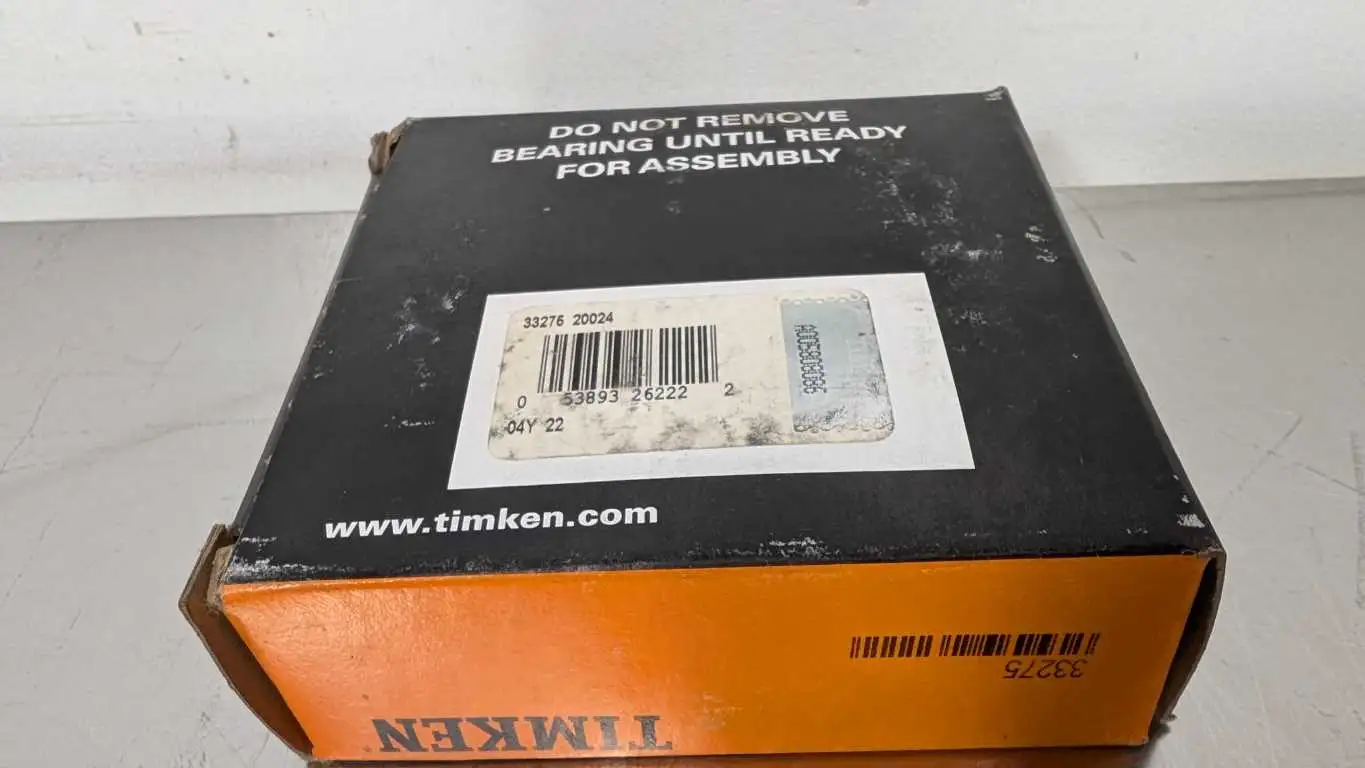 DO NOT REMOVE
BEARING UNTIL READY
FOR ASSEMBLY
33275 20024
0 53893 26222 2
04Y 22
www.timken.com
33275
TIMKEN